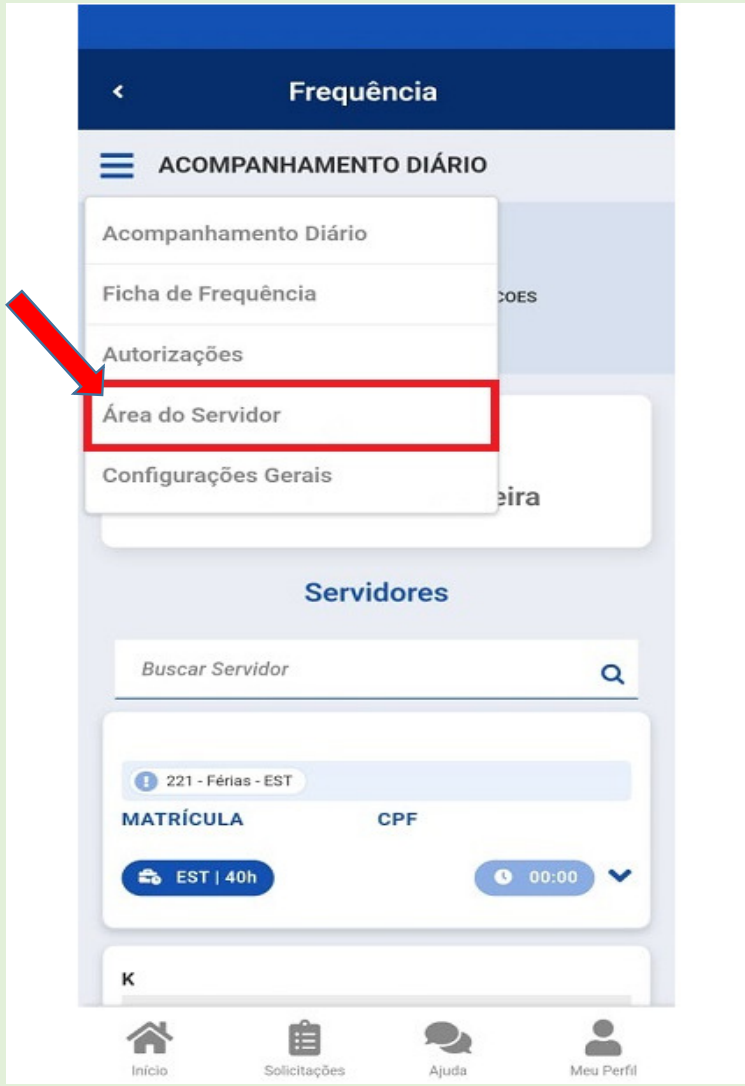 Frequência
ACOMPANHAMENTO DIÁRIO
Acompanhamento Diário
Ficha de Frequência
COES
Autorizações
Área do Servidor
Configurações Gerais
eira
Servidores
Buscar Servidor
221 - Férias - EST
MATRÍCULA CPF
EST | 40h 00:00
K
Início Solicitações Ajuda Meu Perfil